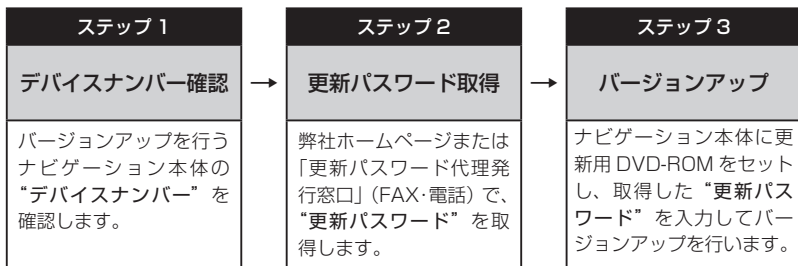 ステップ 1
デバイスナンバー確認
バージョンアップを行う
ナビゲーション本体の
“デバイスナンバー” を
確認します。
→
ステップ 2
更新パスワード取得
弊社ホームページまたは
「更新パスワード代理発
行窓口」（FAX・電話）で、
“更新パスワード” を取
得します。
→
ステップ 3
バージョンアップ
ナビゲーション本体に更
新用 DVD-ROM をセット
し、取得した “更新パス
ワード” を入力してバー
ジョンアップを行います。